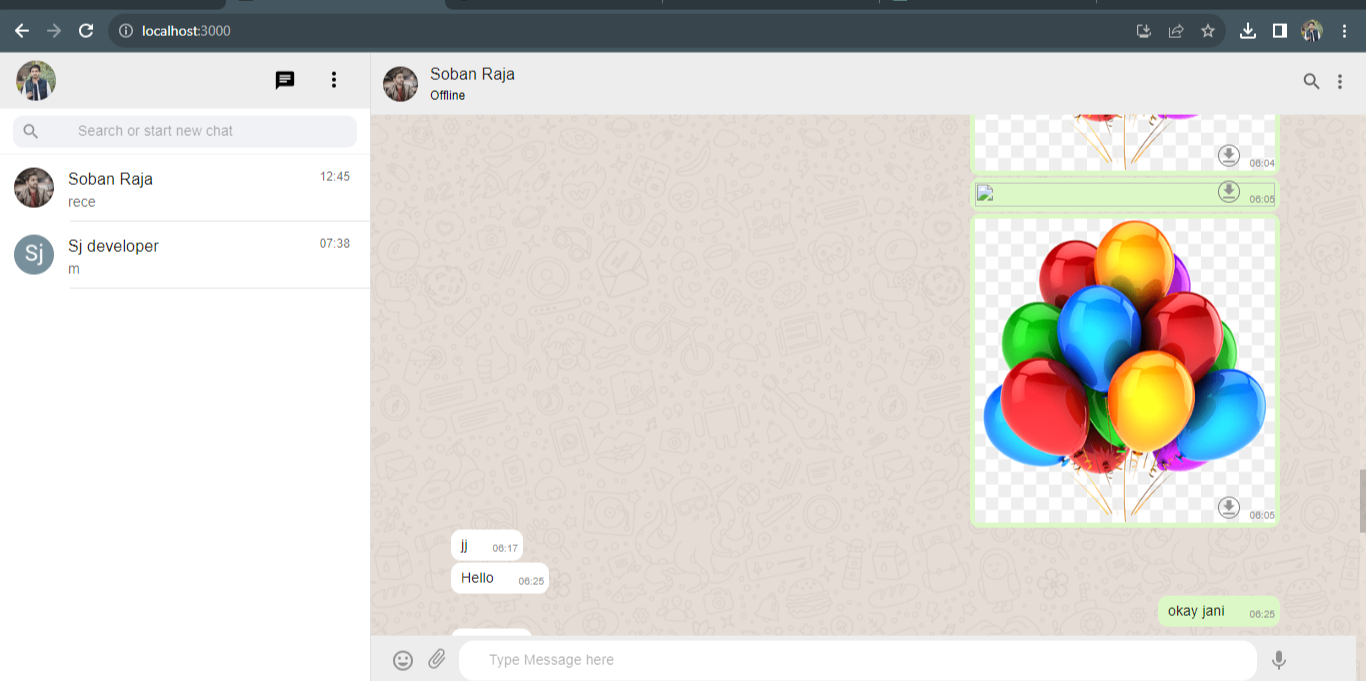 localhost:3000
Soban Raja
Offline
Search or start new chat
Soban Raja
12:45
rece
Sj
Sj developer
07:38
m
06:04
06:05
06:05
jj
06:17
Hello
06:25
okay jani
06:25
Type Message here